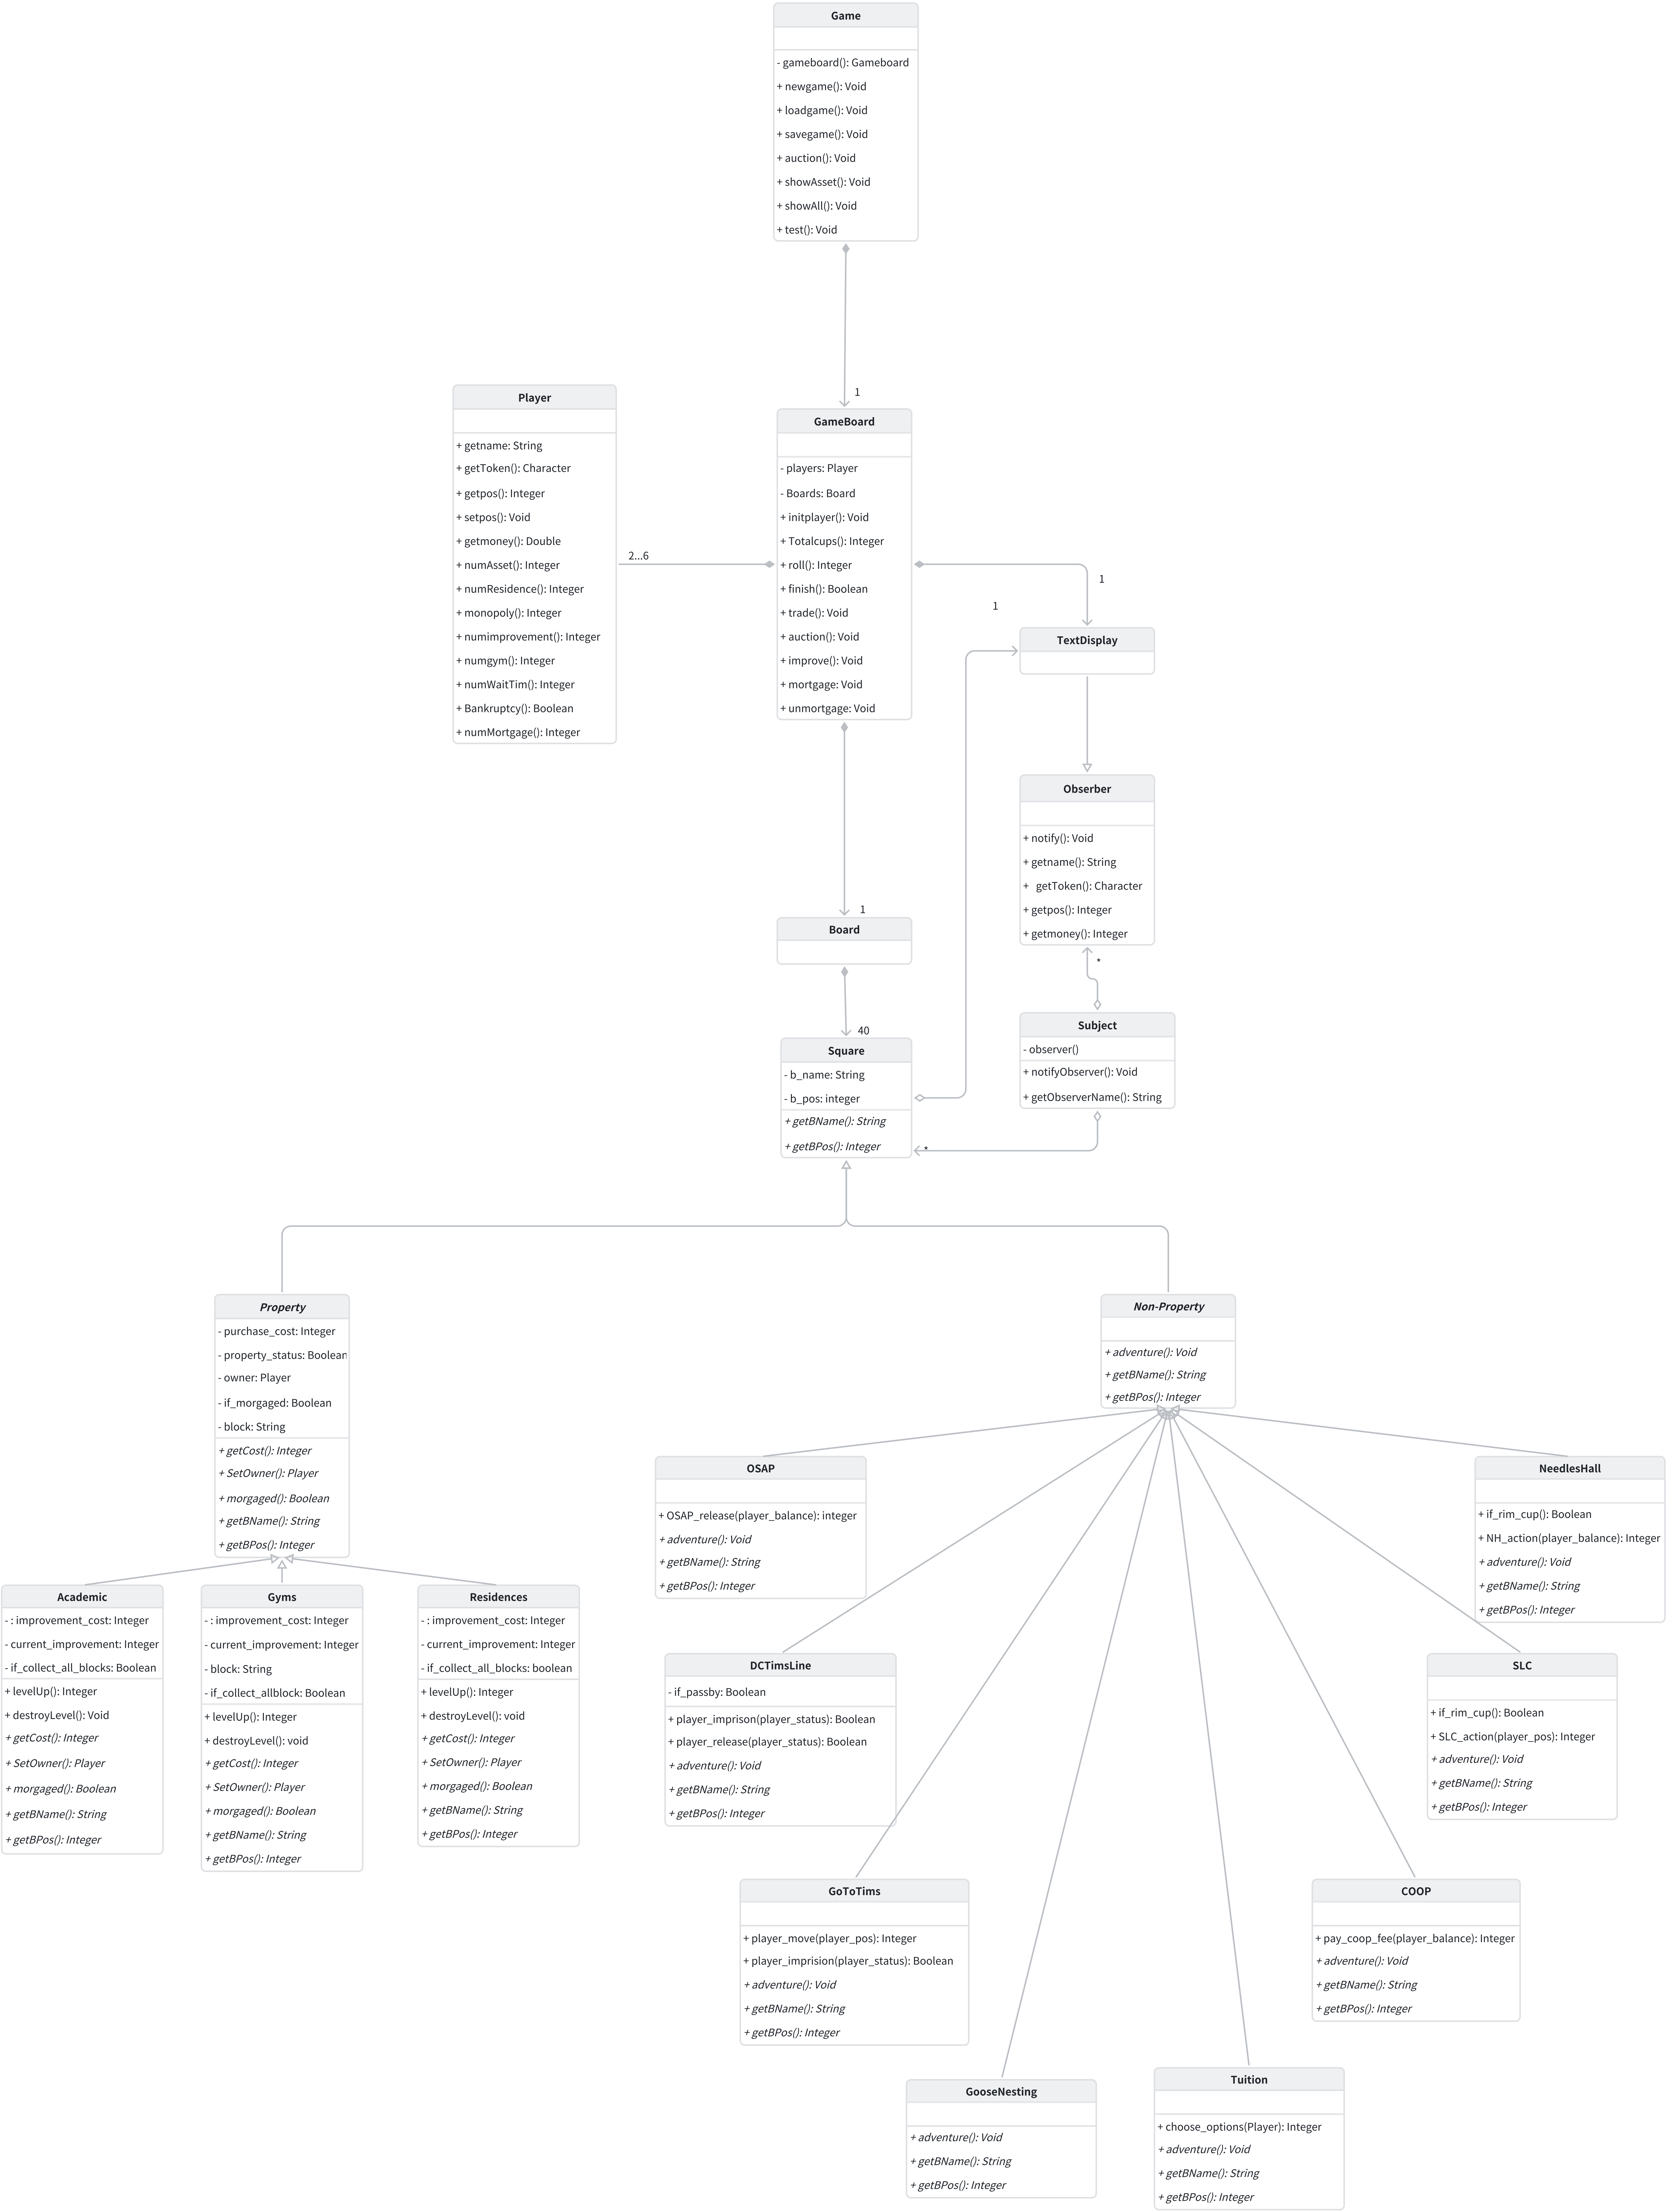 Game
- gameboard(): Gameboard
+ newgame(): Void
+ loadgame(): Void
+ savegame(): Void
+ auction(): Void
+ showAsset(): Void
+ showAll(): Void
+ test(): Void
1
Player
+ getname: String
+ getToken(): Character
+ getpos(): Integer
+ setpos(): Void
+ getmoney(): Double
+ numAsset(): Integer
+ numResidence(): Integer
+ monopoly(): Integer
+ numimprovement(): Integer
+ numgym(): Integer
+ numWaitTim(): Integer
+ Bankruptcy(): Boolean
+ numMortgage(): Integer
2...6
GameBoard
- players: Player
- Boards: Board
+ initplayer(): Void
+ Totalcups(): Integer
+ roll(): Integer
+ finish(): Boolean
+ trade(): Void
+ auction(): Void
+ improve(): Void
+ mortgage: Void
+ unmortgage: Void
1
1
TextDisplay
Obserber
+ notify(): Void
+ getname(): String
+ getToken(): Character
+ getpos(): Integer
+ getmoney(): Integer
*
1
Board
40
Subject
- observer()
+ notifyObserver(): Void
+ getObserverName(): String
Square
- b_name: String
- b_pos: integer
+ getBName(): String
+ getBPos(): Integer
*
Property
- purchase_cost: Integer
- property_status: Boolean
- owner: Player
- if_morgaged: Boolean
- block: String
+ getCost(): Integer
+ SetOwner(): Player
+ morgaged(): Boolean
+ getBName(): String
+ getBPos(): Integer
Non-Property
+ adventure(): Void
+ getBName(): String
+ getBPos(): Integer
Academic
- : improvement_cost: Integer
- current_improvement: Integer
- if_collect_all_blocks: Boolean
+ levelUp(): Integer
+ destroyLevel(): Void
+ getCost(): Integer
+ SetOwner(): Player
+ morgaged(): Boolean
+ getBName(): String
+ getBPos(): Integer
Gyms
- : improvement_cost: Integer
- current_improvement: Integer
- block: String
- if_collect_allblock: Boolean
+ levelUp(): Integer
+ destroyLevel(): void
+ getCost(): Integer
+ SetOwner(): Player
+ morgaged(): Boolean
+ getBName(): String
+ getBPos(): Integer
Residences
- : improvement_cost: Integer
- current_improvement: Integer
- if_collect_all_blocks: boolean
+ levelUp(): Integer
+ destroyLevel(): void
+ getCost(): Integer
+ SetOwner(): Player
+ morgaged(): Boolean
+ getBName(): String
+ getBPos(): Integer
OSAP
+ OSAP_release(player_balance): integer
+ adventure(): Void
+ getBName(): String
+ getBPos(): Integer
NeedlesHall
+ if_rim_cup(): Boolean
+ NH_action(player_balance): Integer
+ adventure(): Void
+ getBName(): String
+ getBPos(): Integer
DCTimsLine
- if_passby: Boolean
+ player_imprison(player_status): Boolean
+ player_release(player_status): Boolean
+ adventure(): Void
+ getBName(): String
+ getBPos(): Integer
SLC
+ if_rim_cup(): Boolean
+ SLC_action(player_pos): Integer
+ adventure(): Void
+ getBName(): String
+ getBPos(): Integer
GoToTims
+ player_move(player_pos): Integer
+ player_imprision(player_status): Boolean
+ adventure(): Void
+ getBName(): String
+ getBPos(): Integer
COOP
+ pay_coop_fee(player_balance): Integer
+ adventure(): Void
+ getBName(): String
+ getBPos(): Integer
GooseNesting
+ adventure(): Void
+ getBName(): String
+ getBPos(): Integer
Tuition
+ choose_options(Player): Integer
+ adventure(): Void
+ getBName(): String
+ getBPos(): Integer